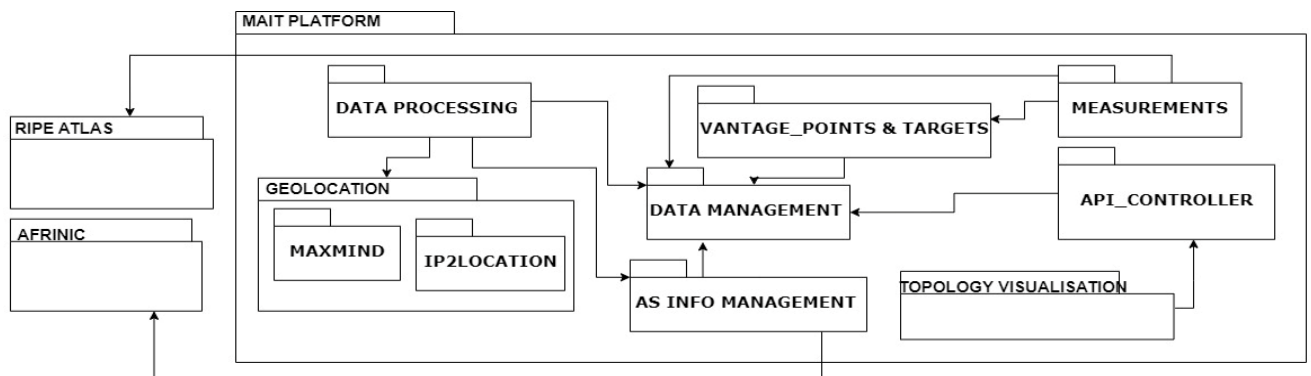 MAIT PLATFORM
DATA PROCESSING
MEASUREMENTS
VANTAGE_POINTS & TARGETS
RIPE ATLAS
GEOLOCATION
DATA MANAGEMENT
API_CONTROLLER
AFRINIC
MAXMIND
IP2LOCATION
TOPOLOGY VISUALISATION
AS INFO MANAGEMENT